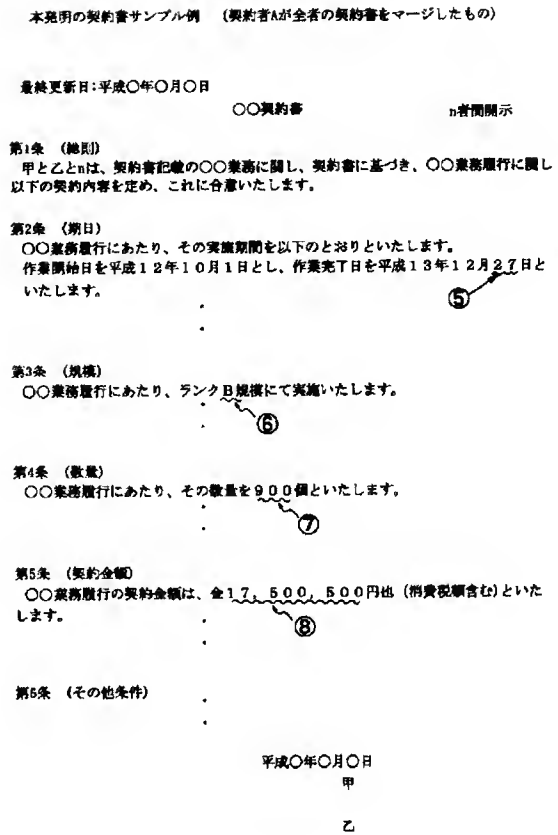 本発明の契約書サンプル例　（契約者Aが全者の契約書をマージしたもの）
最終更新日：平成〇年〇月〇日
〇〇契約書　　n者間開示
第1条　（総則）
甲と乙とnは、契約書記載の〇〇業務に関し、契約書に基づき、〇〇業務履行に関し
以下の契約内容を定め、これに合意いたします。
第2条　（期日）
〇〇業務履行にあたり、その実施期間を以下のとおりといたします。
作業開始日を平成１２年１０月１日とし、作業完了日を平成１３年１２月２７日と
いたします。
⑤
第3条　（規模）
〇〇業務履行にあたり、ランクＢ規模にて実施いたします。
⑥
第4条　（数量）
〇〇業務履行にあたり、その数量を９００個といたします。
⑦
第5条　（契約金額）
〇〇業務履行の契約金額は、金１７，５００，５００円也（消費税額含む）といた
します。
⑧
第6条　（その他条件）
平成〇年〇月〇日
甲
乙